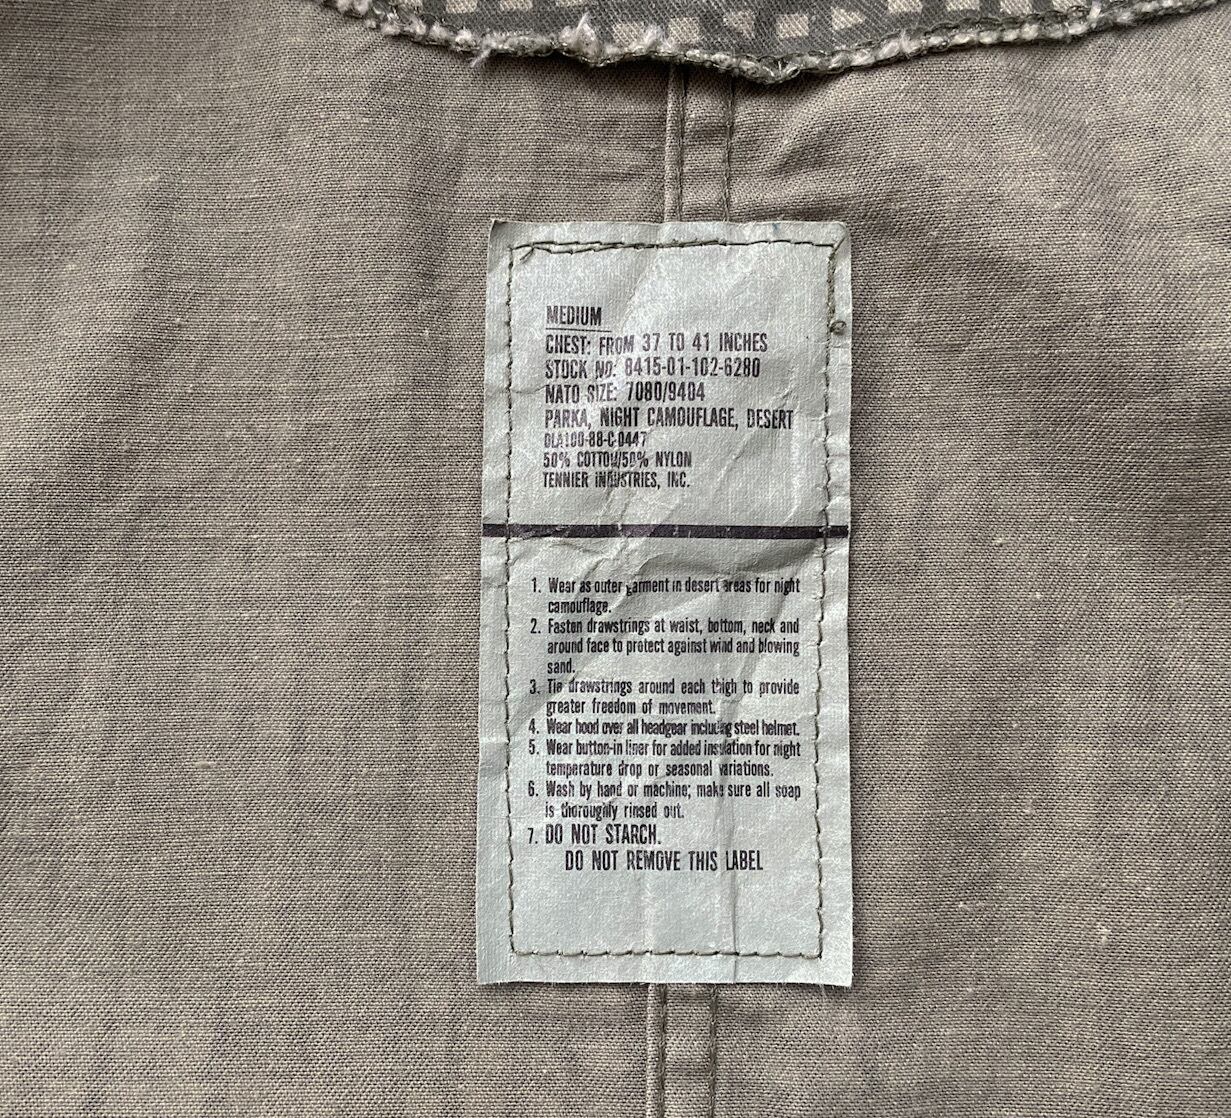 MEDIUM
CHEST: FROM 37 TO 41 INCHES
STOCK NO: 8415-01-102-6280
NATO SIZE: 7080/9404
PARKA, NIGHT CAMOUFLAGE, DESERT
DLA100-88-C-0447
50% COTTON/50% NYLON
TENNIER INDUSTRIES, INC.
1. Wear as outer garment in desert areas for night
camouflage.
2. Fasten drawstrings at waist, bottom, neck and
around face to protect against wind and blowing
sand.
3. Tie drawstrings around each thigh to provide
greater freedom of movement.
4. Wear hood over all headgear including steel helmet.
5. Wear button-in liner for added insulation for night
temperature drop or seasonal variations.
6. Wash by hand or machine; make sure all soap
is thoroughly rinsed out.
7. DO NOT STARCH.
DO NOT REMOVE THIS LABEL